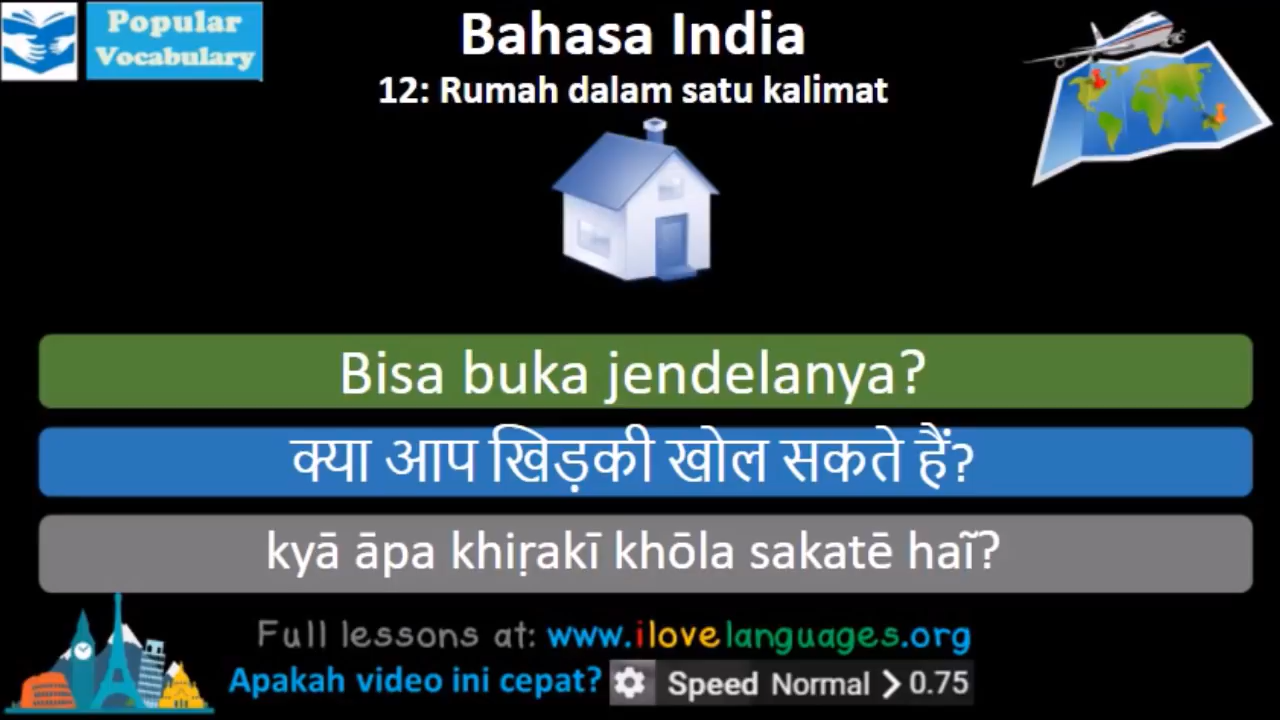 Popular
Vocabulary
Bahasa India
12: Rumah dalam satu kalimat
Bisa buka jendelanya?
क्या आप खिड़की खोल सकते हैं?
kyā āpa khiṛakī khōla sakatē haĩ?
Full lessons at: www.ilovelanguages.org
Apakah video ini cepat? Speed Normal > 0.75